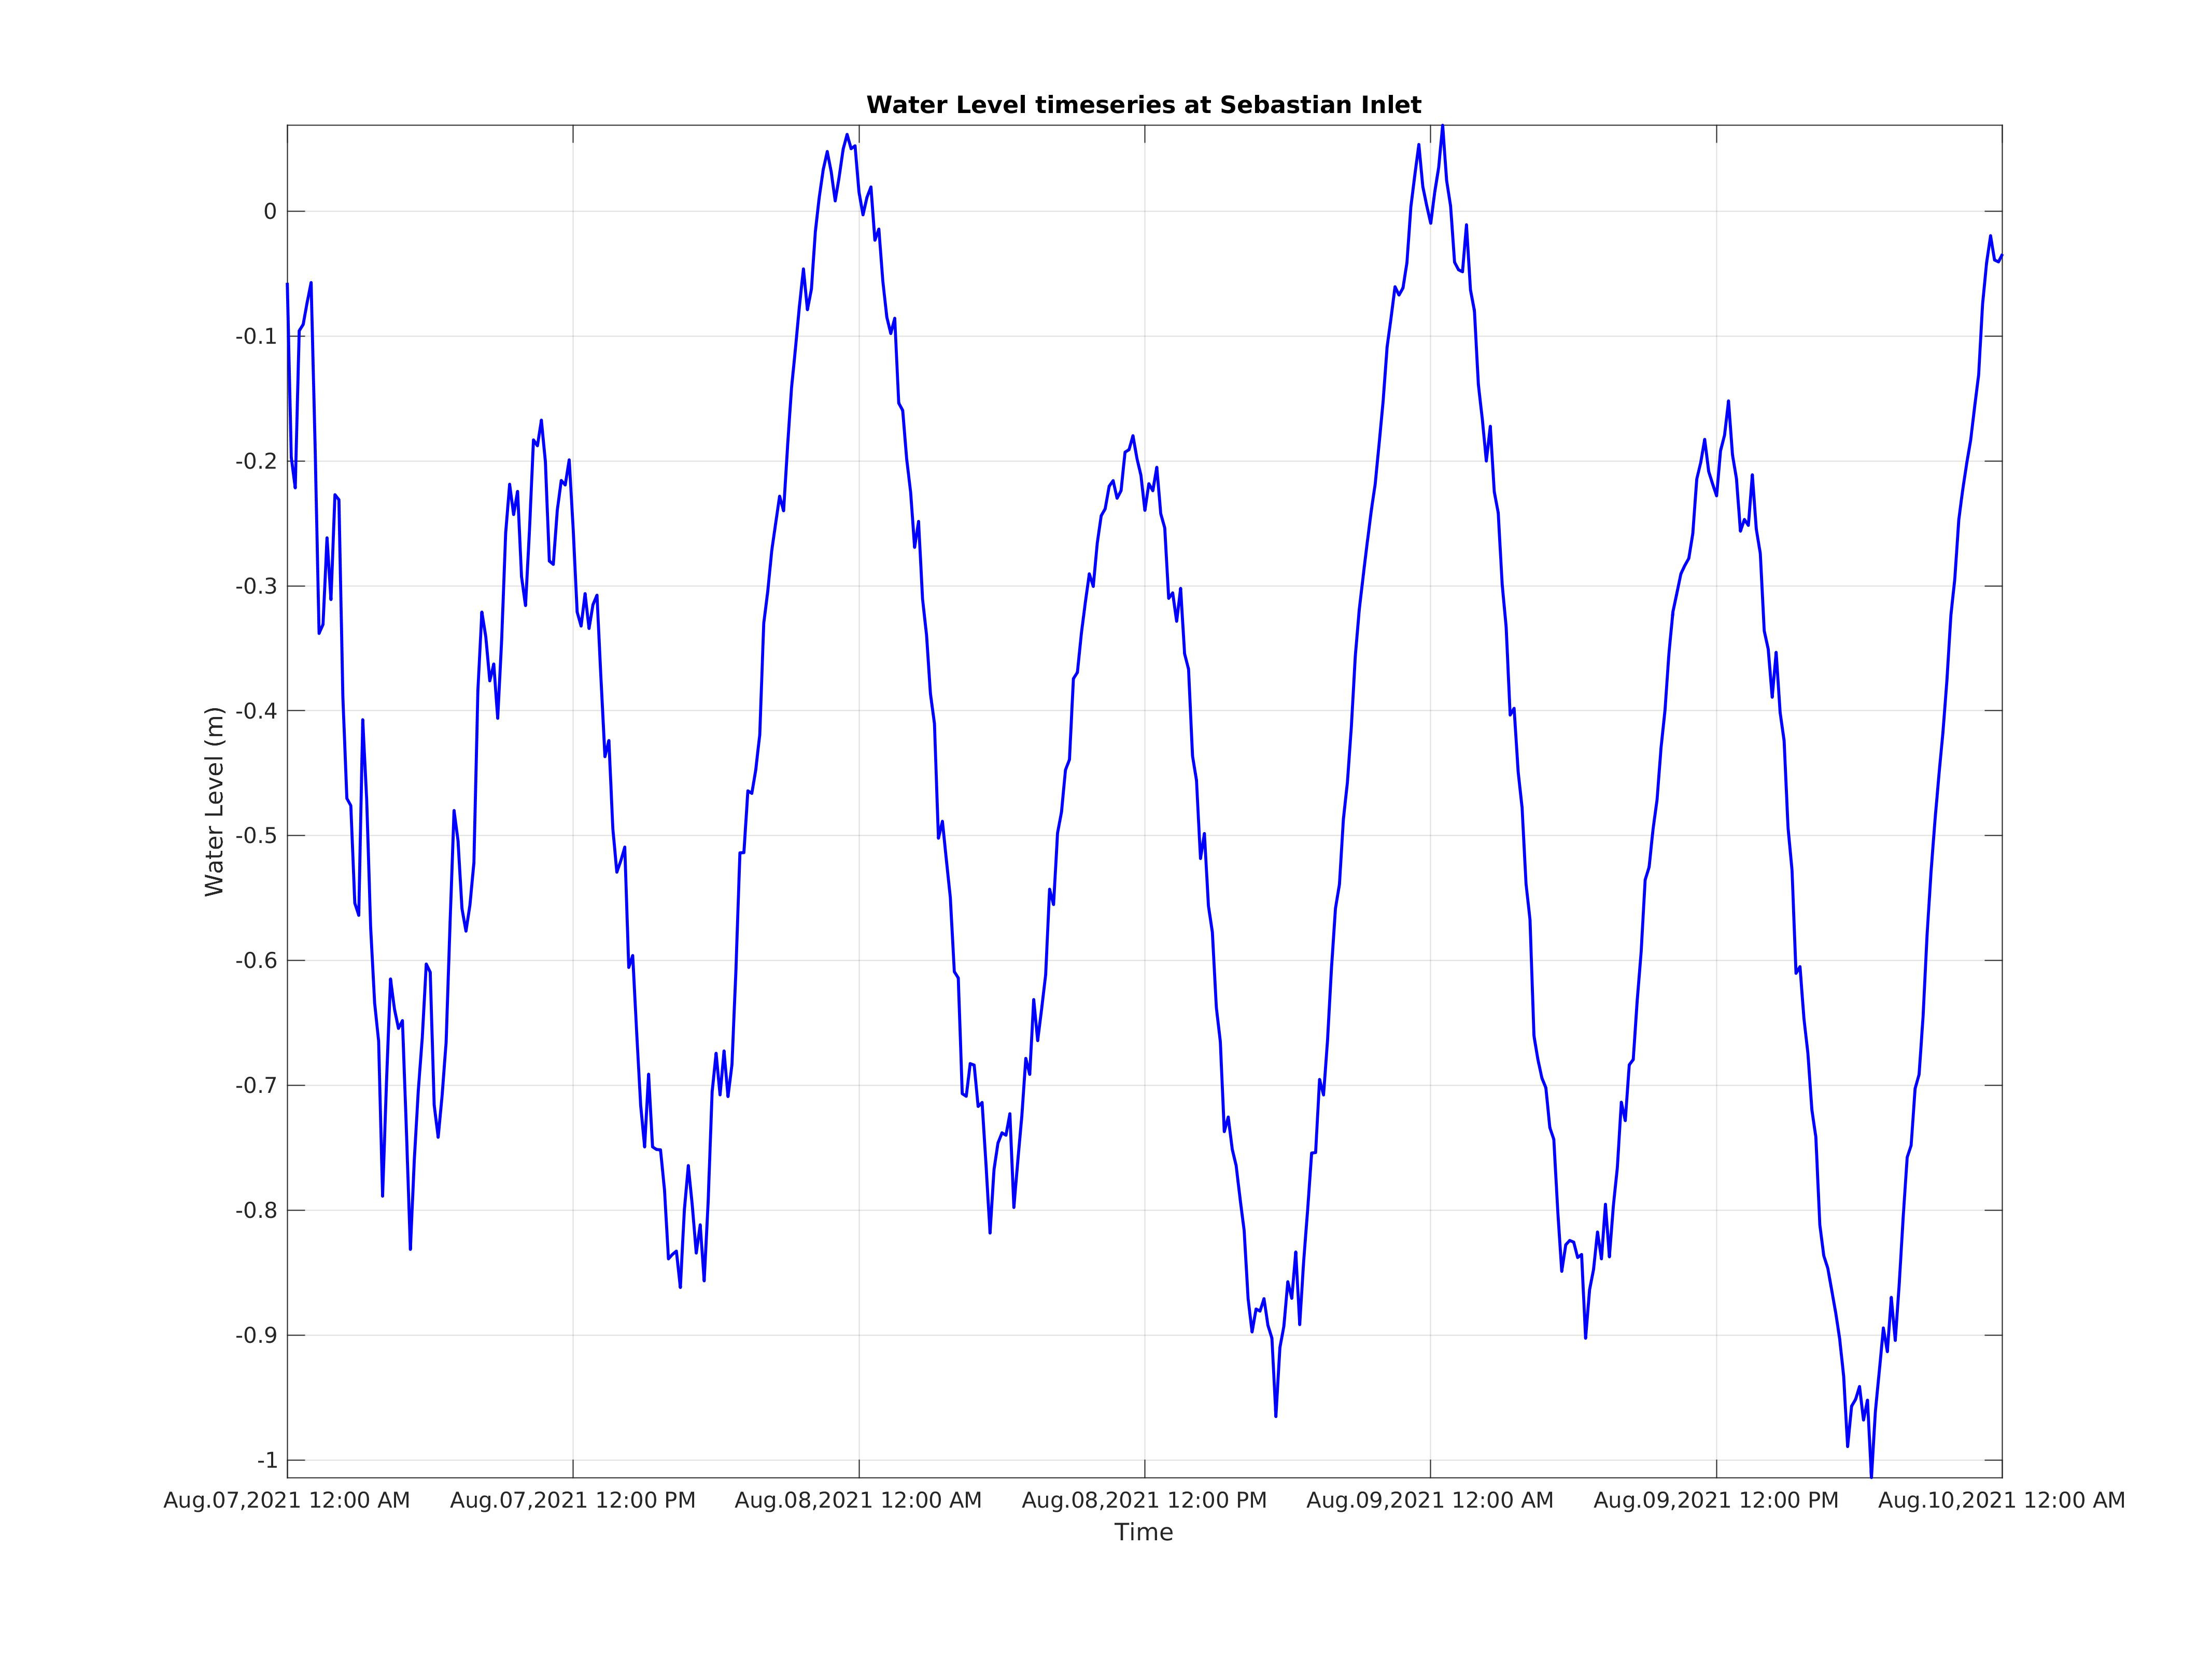 Water Level timeseries at Sebastian Inlet
0
-0.1
-0.2
-0.3
-0.4
-0.5
-0.6
-0.7
-0.8
-0.9
-1
Water Level (m)
Aug.07,2021 12:00 AM
Aug.07,2021 12:00 PM
Aug.08,2021 12:00 AM
Aug.08,2021 12:00 PM
Aug.09,2021 12:00 AM
Aug.09,2021 12:00 PM
Aug.10,2021 12:00 AM
Time